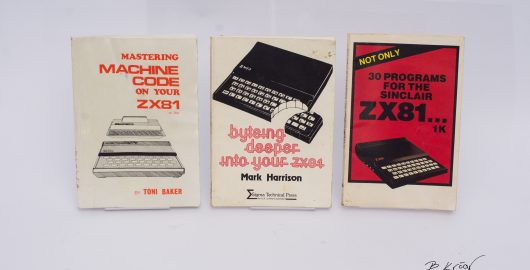 MASTERING
MACHINE
CODE
ON YOUR
ZX81
BY TONI BAKER
byteing
deeper
into your zx81
Mark Harrison
Sigma Technical Press
NOT ONLY
30 PROGRAMS
FOR THE
SINCLAIR
ZX81...
1K